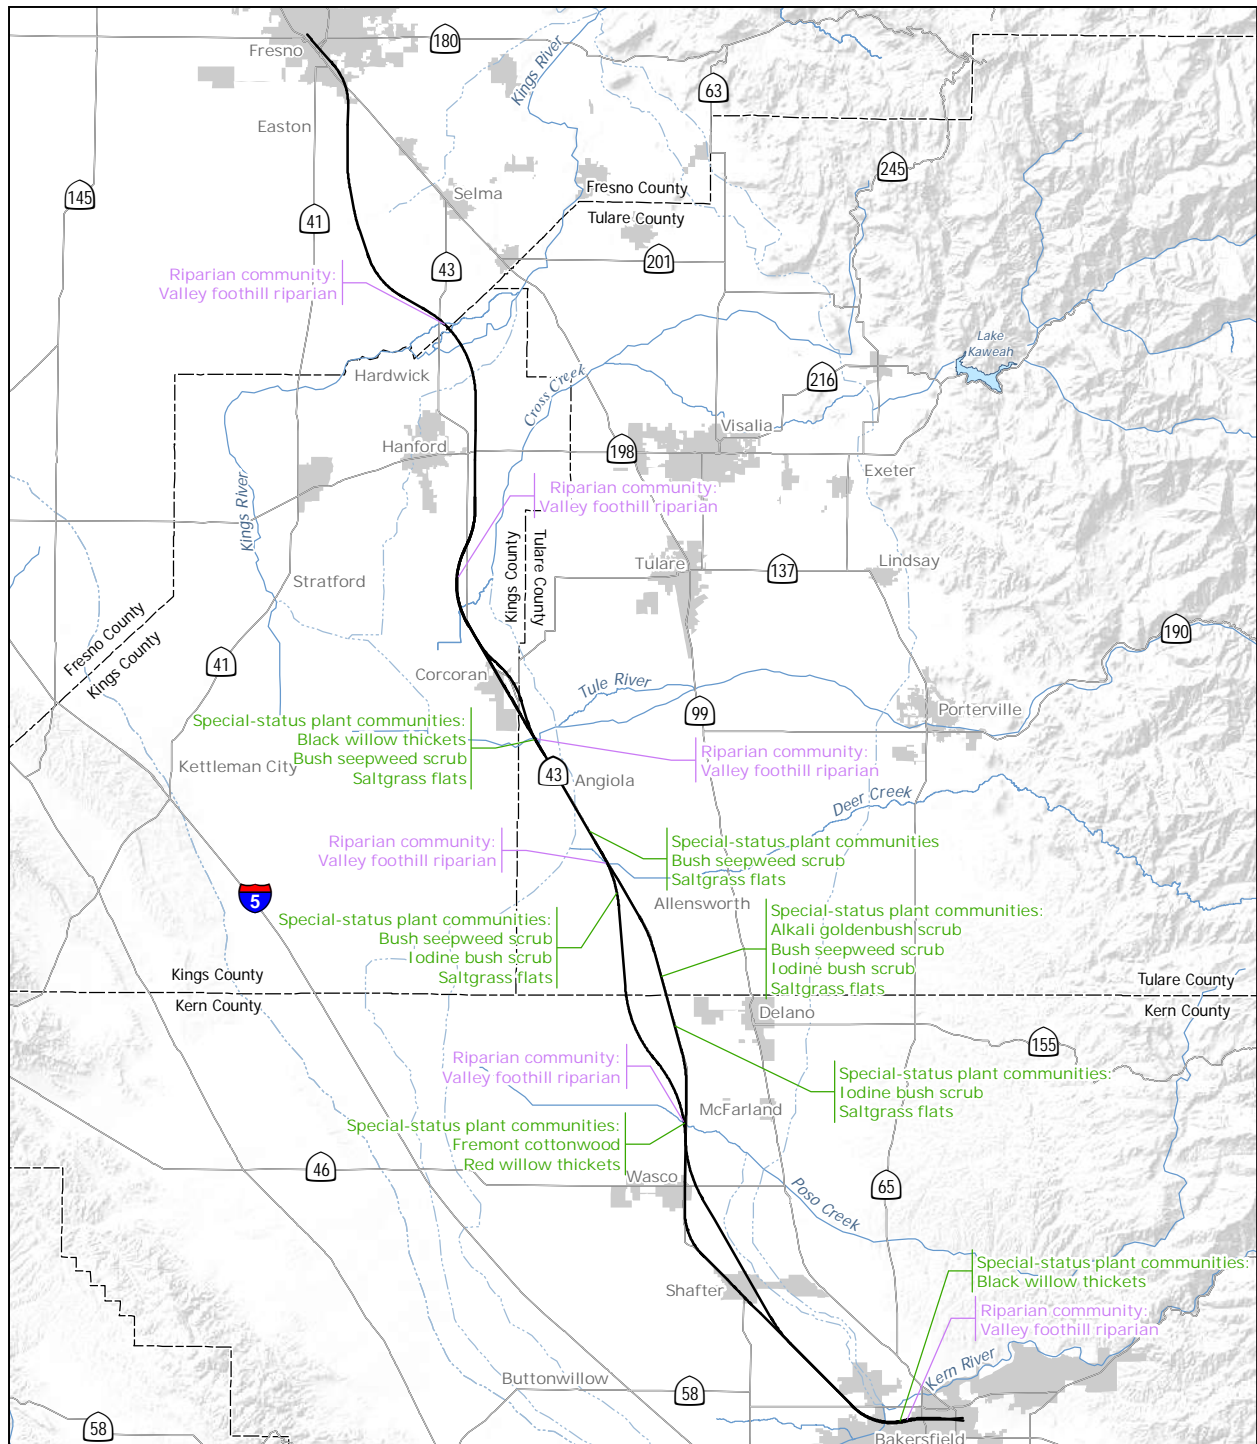 Fresno
180
Kings River
63
Easton
245
145
Selma
Fresno County
Tulare County
41
43
201
Riparian community:
Valley foothill riparian
Lake
Kaweah
Hardwick
216
Cross Creek
Visalia
Hanford
198
Exeter
Riparian community:
Valley foothill riparian
Kings River
Kings County
Tulare County
Tulare
137
Lindsay
Stratford
Fresno County
Kings County
190
41
Corcoran
Tule River
99
Porterville
Special-status plant communities:
Black willow thickets
Bush seepweed scrub
Saltgrass flats
Riparian community:
Valley foothill riparian
Kettleman City
43
Angiola
Deer Creek
Riparian community:
Valley foothill riparian
Special-status plant communities
Bush seepweed scrub
Saltgrass flats
5
Allensworth
Special-status plant communities:
Bush seepweed scrub
Iodine bush scrub
Saltgrass flats
Special-status plant communities:
Alkali goldenbush scrub
Bush seepweed scrub
Iodine bush scrub
Saltgrass flats
Kings County
Kern County
Tulare County
Kern County
Delano
155
Riparian community:
Valley foothill riparian
Special-status plant communities:
Iodine bush scrub
Saltgrass flats
McFarland
Special-status plant communities:
Fremont cottonwood
Red willow thickets
46
Wasco
65
Poso Creek
Special-status plant communities:
Black willow thickets
Shafter
Riparian community:
Valley foothill riparian
Kern River
Buttonwillow
58
58
Bakersfield